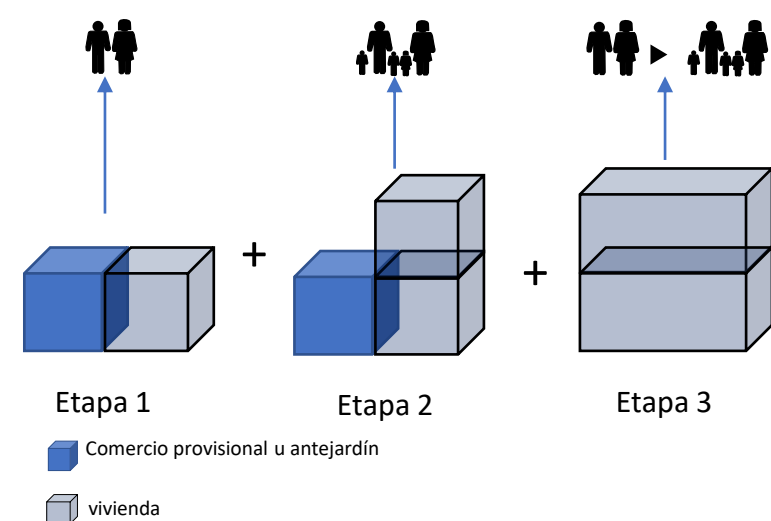 +
+
Etapa 1
Etapa 2
Etapa 3
Comercio provisional u antejardín
vivienda